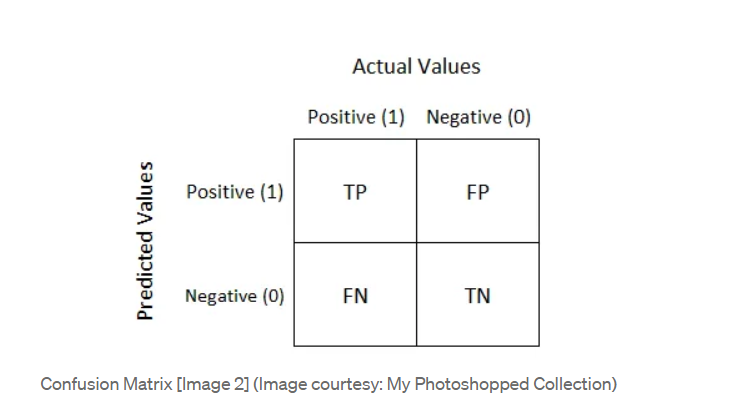 Actual Values
Positive (1) Negative (0)
Predicted Values
Positive (1) TP FP
Negative (0) FN TN
Confusion Matrix [Image 2] (Image courtesy: My Photoshopped Collection)